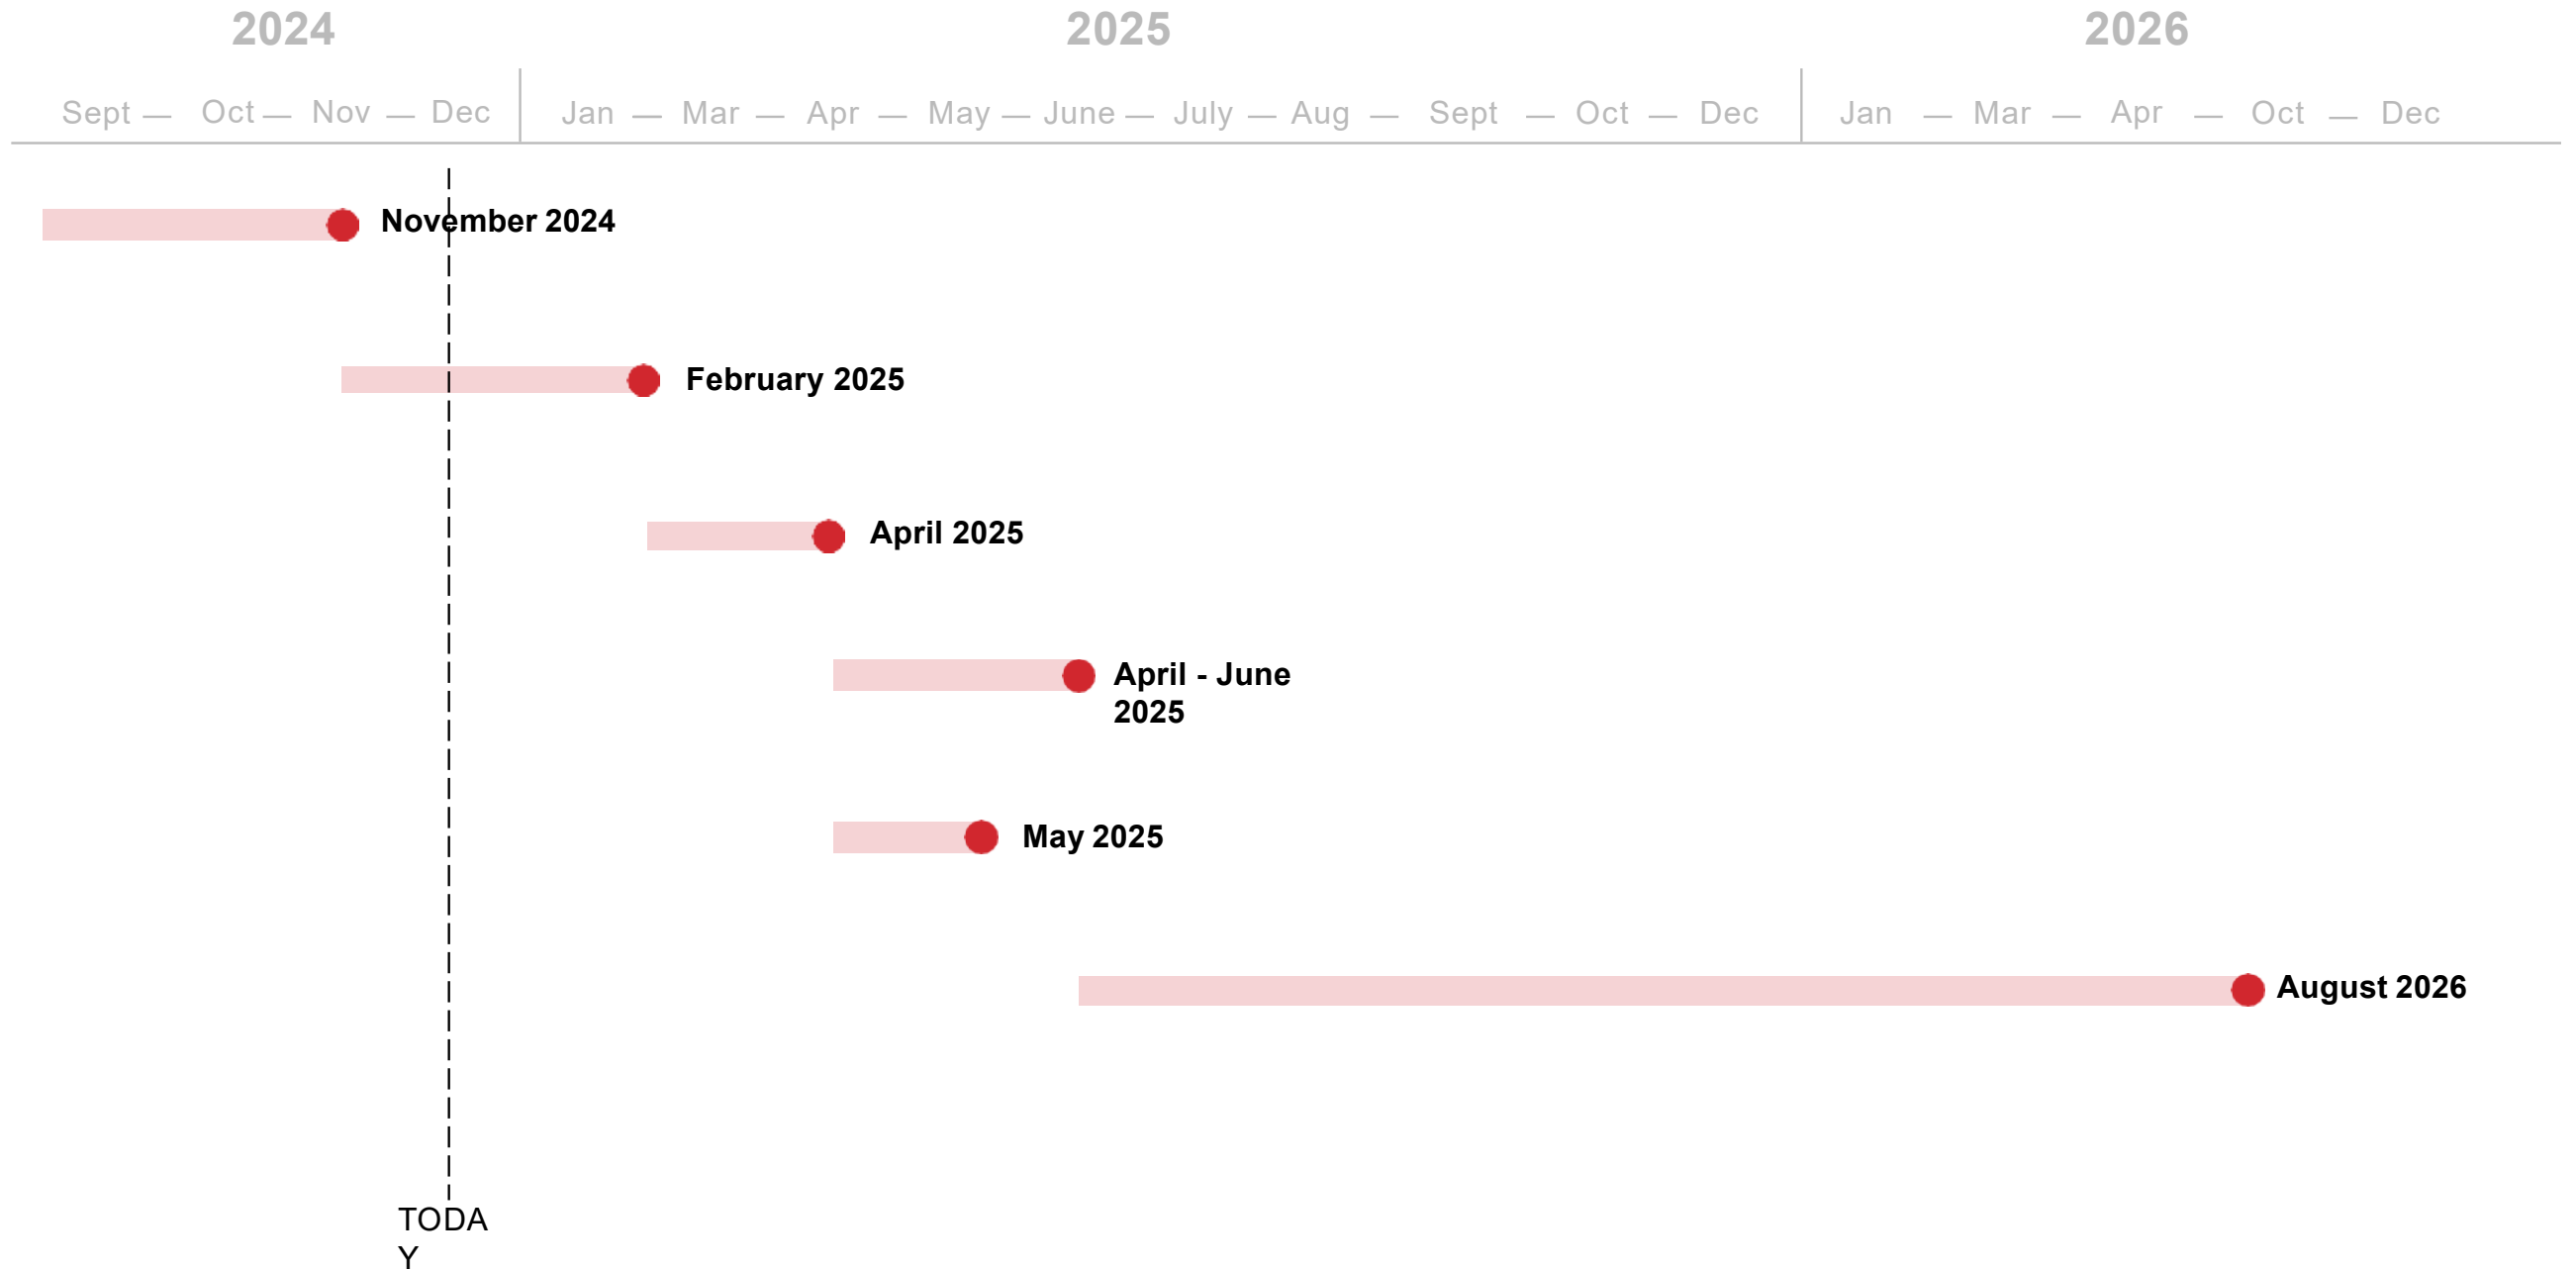 2024 2025 2026
Sept — Oct — Nov — Dec Jan — Mar — Apr — May — June — July — Aug — Sept — Oct — Dec Jan — Mar — Apr — Oct — Dec
November 2024
February 2025
April 2025
April - June
2025
May 2025
August 2026
TODA
Y